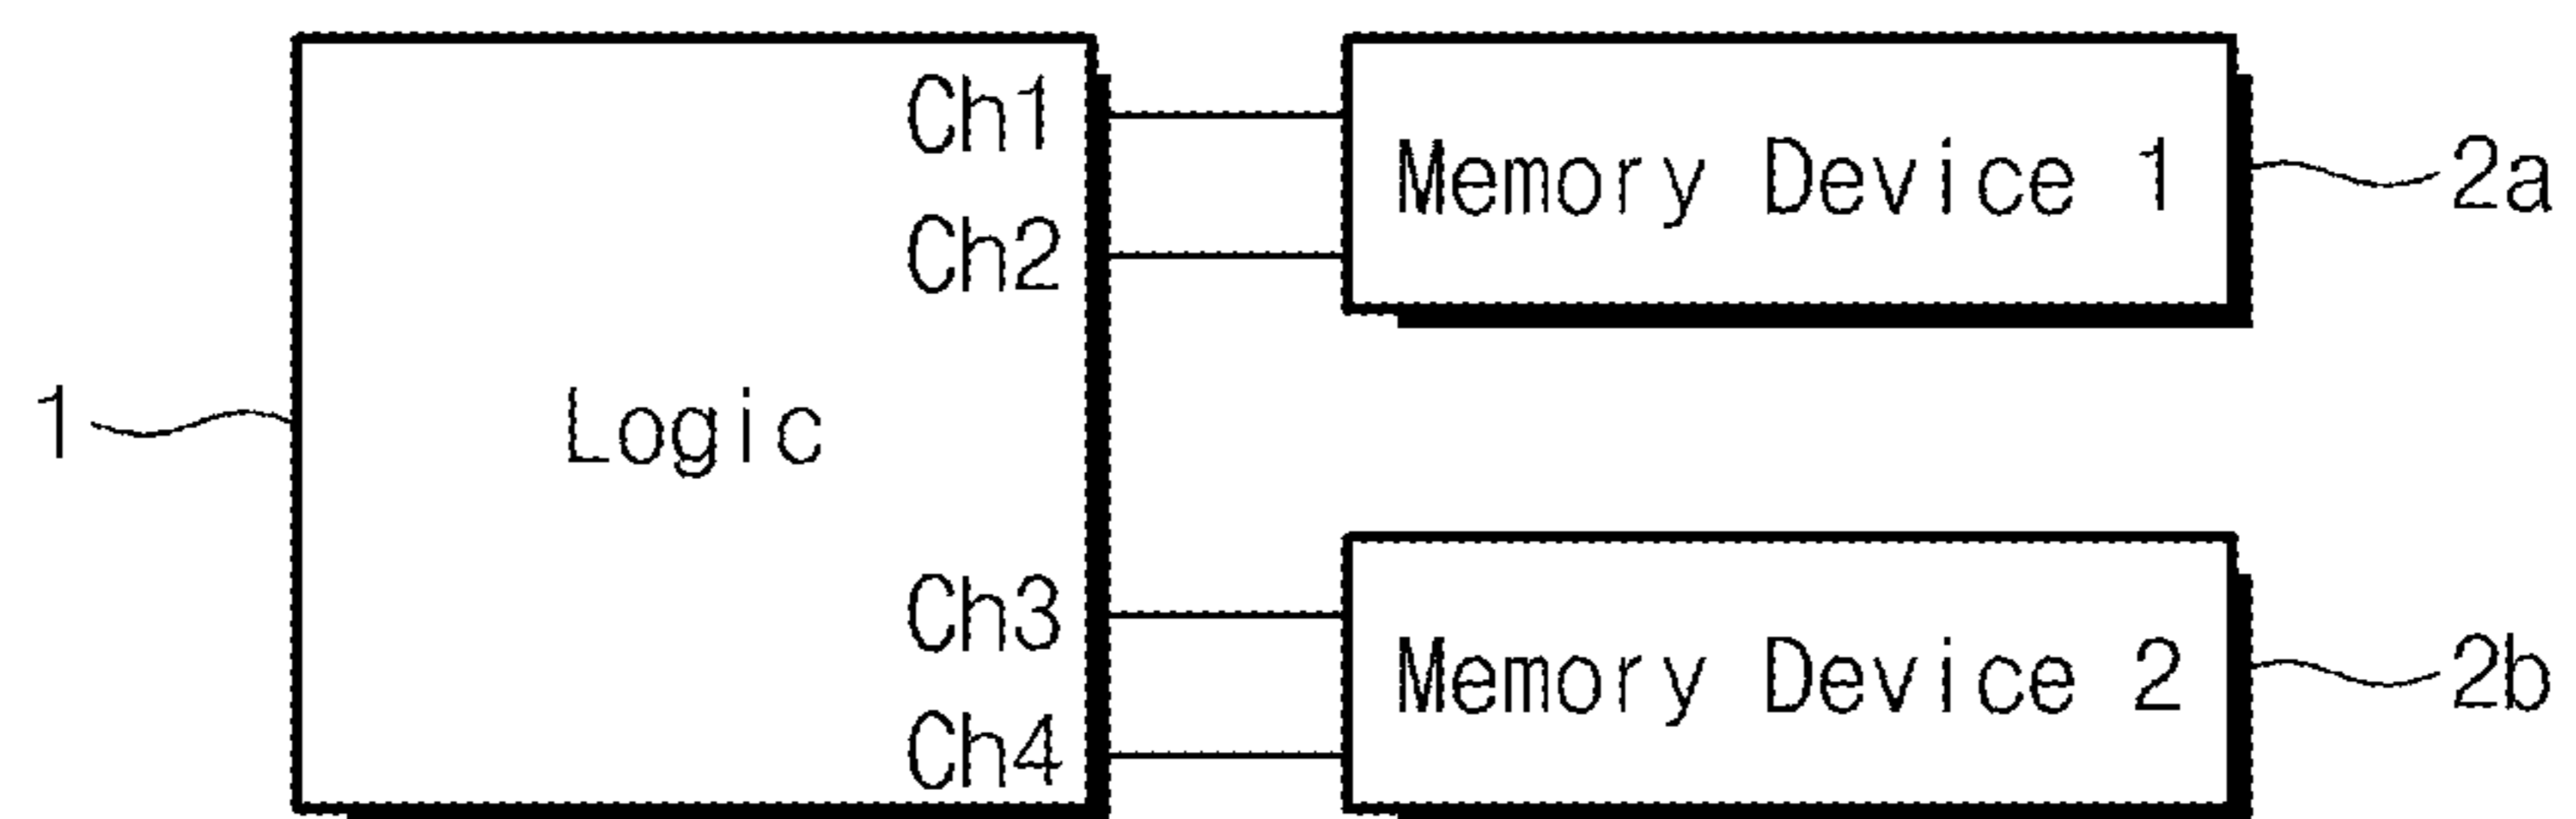 Ch1
Memory Device 1
2a
Ch2
1
Logic
Ch3
Memory Device 2
2b
Ch4